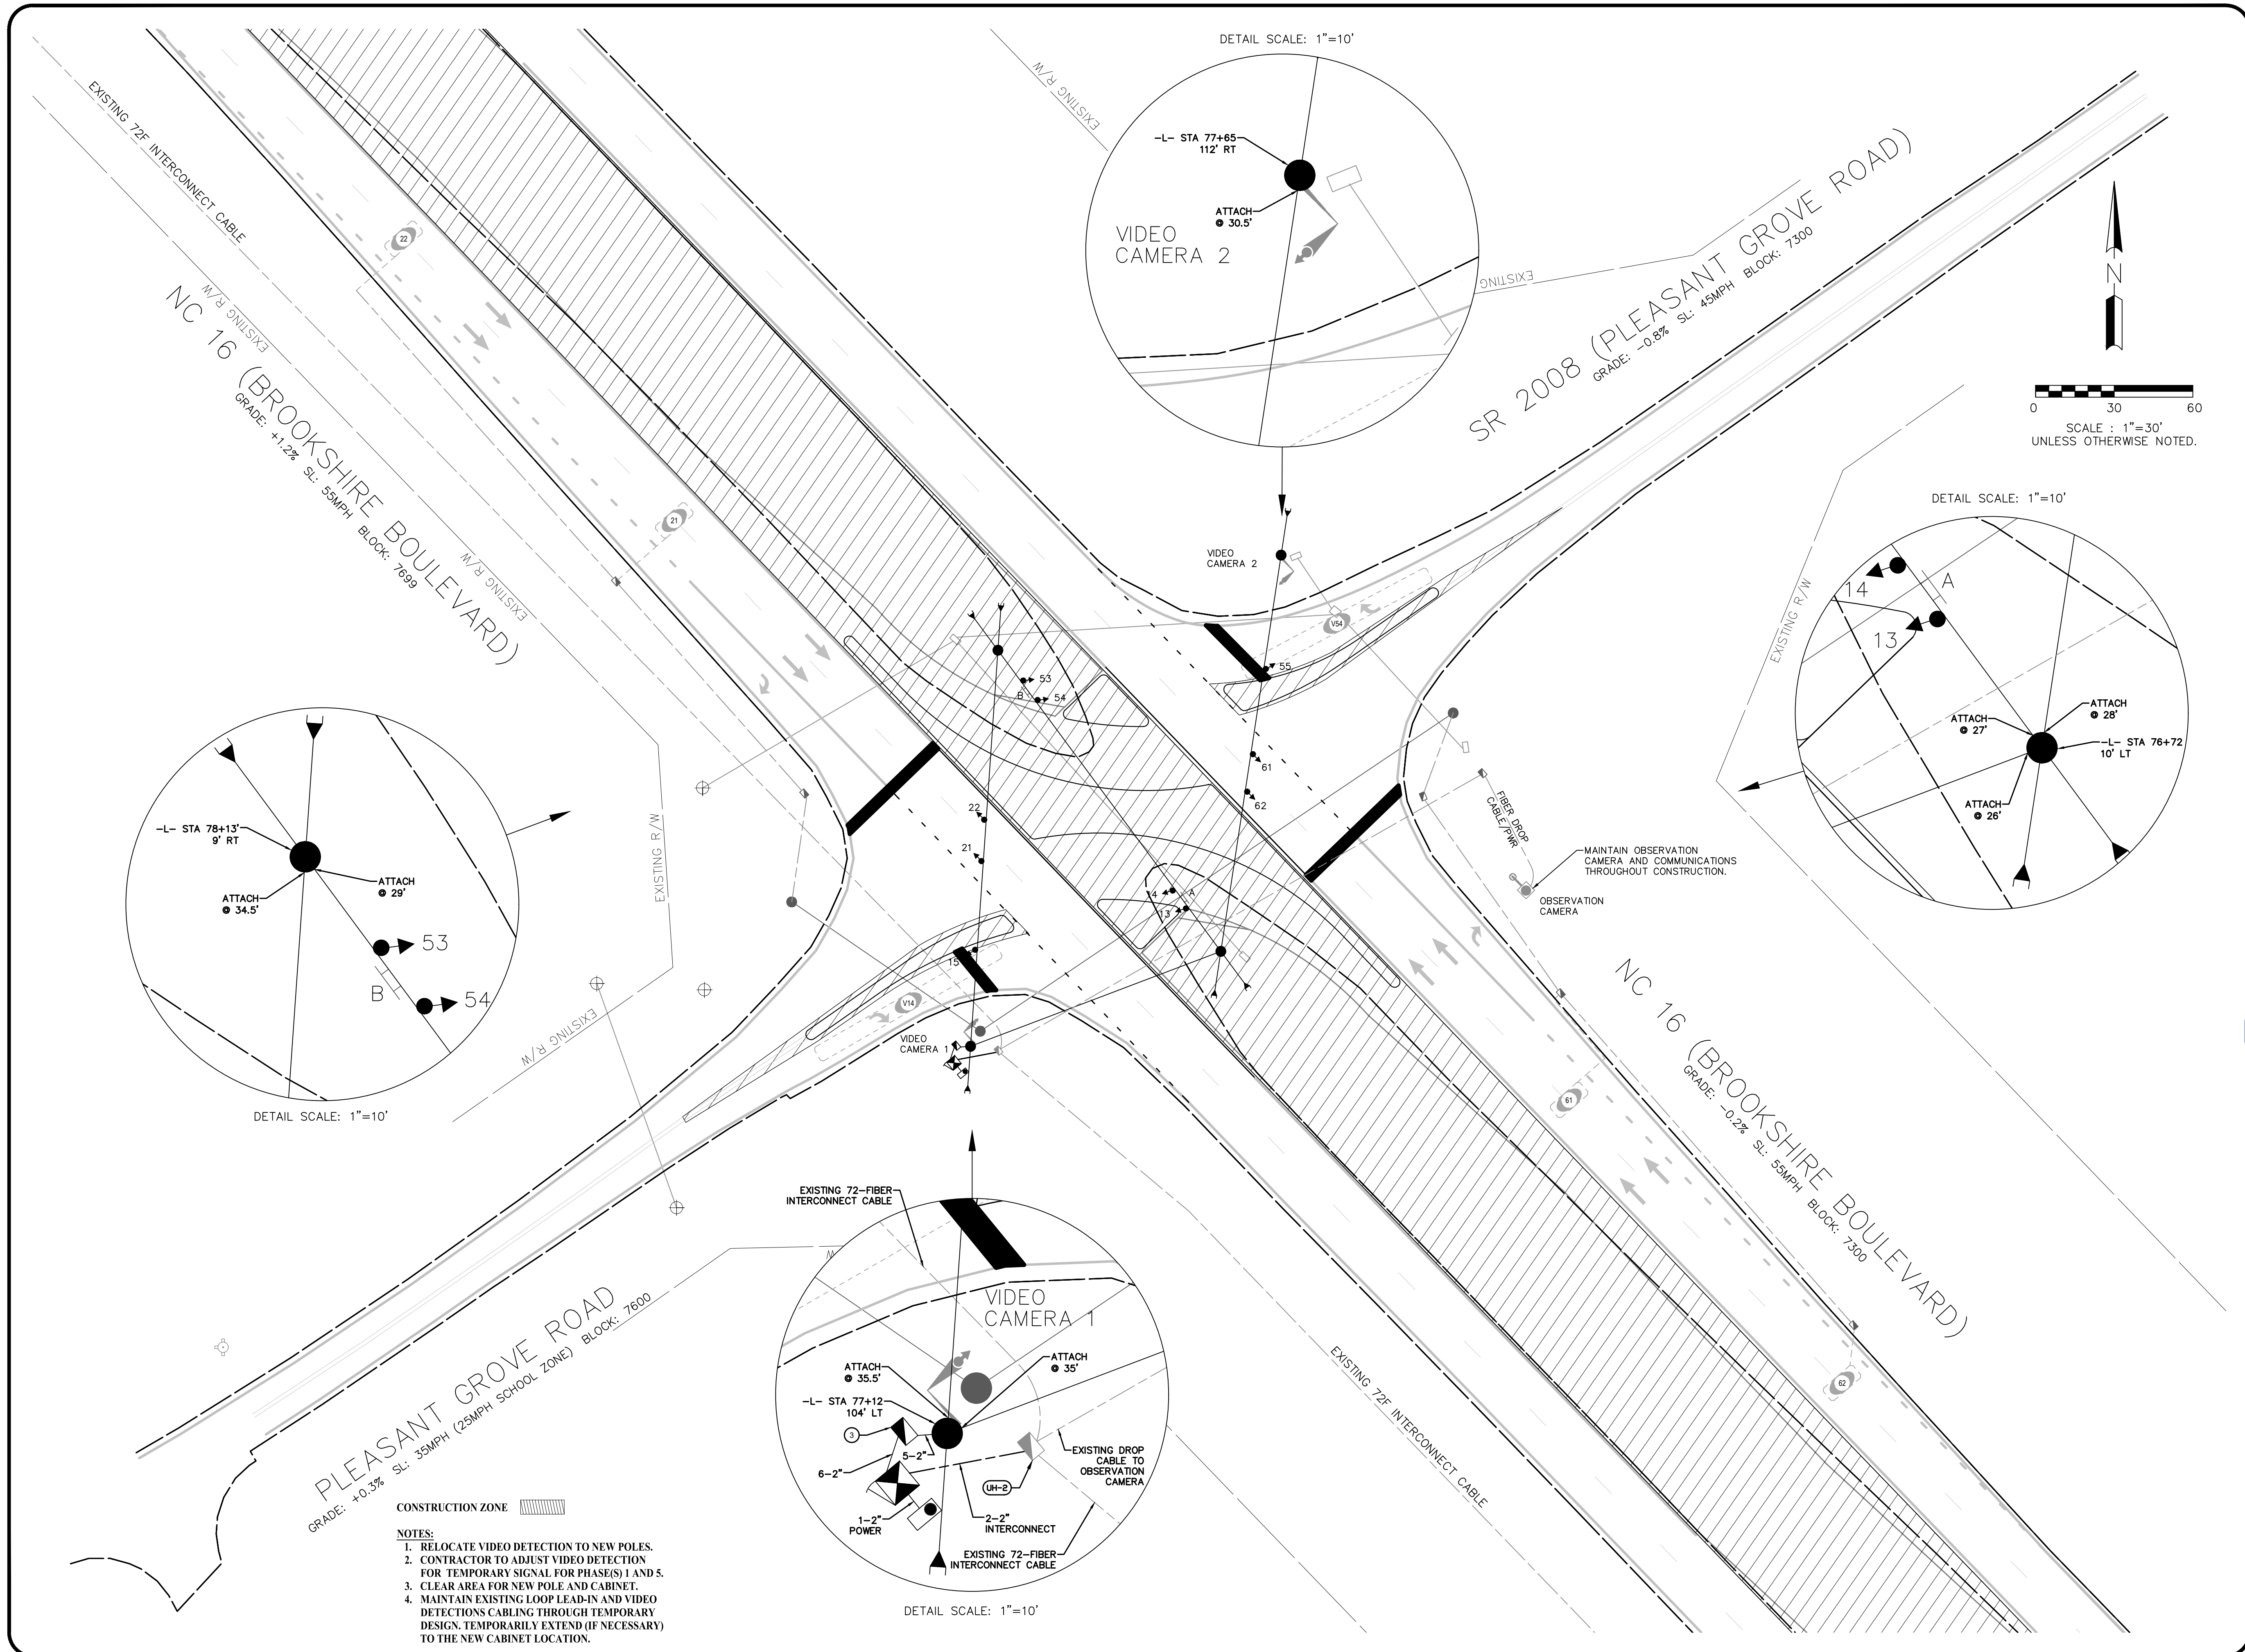 DETAIL SCALE: 1"=10'
EXISTING R/W
-L- STA 77+65
112' RT
ATTACH
@ 30.5'
VIDEO
CAMERA 2
EXISTING
EXISTING 72F INTERCONNECT CABLE
22
EXISTING R/W
NC 16 (BROOKSHIRE BOULEVARD)
GRADE: +1.2% SL: 55MPH BLOCK: 7699
EXISTING R/W
21
SR 2008 (PLEASANT GROVE ROAD)
GRADE: -0.8% SL: 45MPH BLOCK: 7300
N
0 30 60
SCALE : 1"=30'
UNLESS OTHERWISE NOTED.
DETAIL SCALE: 1"=10'
14
A
13
ATTACH
@ 28'
ATTACH
@ 27'
-L- STA 76+72
10' LT
ATTACH
@ 26'
EXISTING R/W
VIDEO
CAMERA 2
V54
55
53
B
54
61
62
22
21
14
A
13
15
V14
VIDEO
CAMERA 1
FIBER DROP
CABLE/PWR
MAINTAIN OBSERVATION
CAMERA AND COMMUNICATIONS
THROUGHOUT CONSTRUCTION.
OBSERVATION
CAMERA
-L- STA 78+13'
9' RT
ATTACH
@ 29'
ATTACH
@ 34.5'
53
B
54
DETAIL SCALE: 1"=10'
EXISTING R/W
EXISTING R/W
NC 16 (BROOKSHIRE BOULEVARD)
GRADE: -0.2% SL: 55MPH BLOCK: 7300
61
62
EXISTING 72F INTERCONNECT CABLE
EXISTING 72-FIBER
INTERCONNECT CABLE
W
VIDEO
CAMERA 1
ATTACH
@ 35.5'
ATTACH
@ 35'
-L- STA 77+12
104' LT
3
5-2"
6-2"
EXISTING DROP
CABLE TO
OBSERVATION
CAMERA
UH-2
1-2"
POWER
2-2"
INTERCONNECT
EXISTING 72-FIBER
INTERCONNECT CABLE
DETAIL SCALE: 1"=10'
PLEASANT GROVE ROAD
GRADE: +0.3% SL: 35MPH (25MPH SCHOOL ZONE) BLOCK: 7600
CONSTRUCTION ZONE
NOTES:
1. RELOCATE VIDEO DETECTION TO NEW POLES.
2. CONTRACTOR TO ADJUST VIDEO DETECTION
FOR TEMPORARY SIGNAL FOR PHASE(S) 1 AND 5.
3. CLEAR AREA FOR NEW POLE AND CABINET.
4. MAINTAIN EXISTING LOOP LEAD-IN AND VIDEO
DETECTIONS CABLING THROUGH TEMPORARY
DESIGN. TEMPORARILY EXTEND (IF NECESSARY)
TO THE NEW CABINET LOCATION.